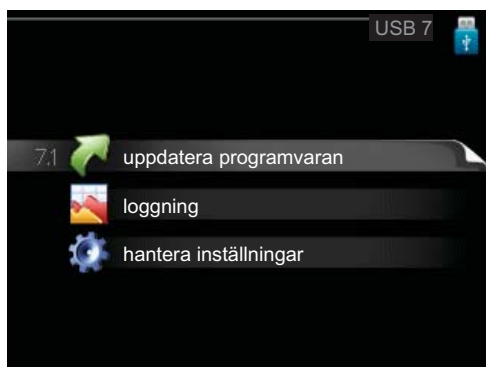 USB 7
7.1 uppdatera programvaran
loggning
hantera inställningar